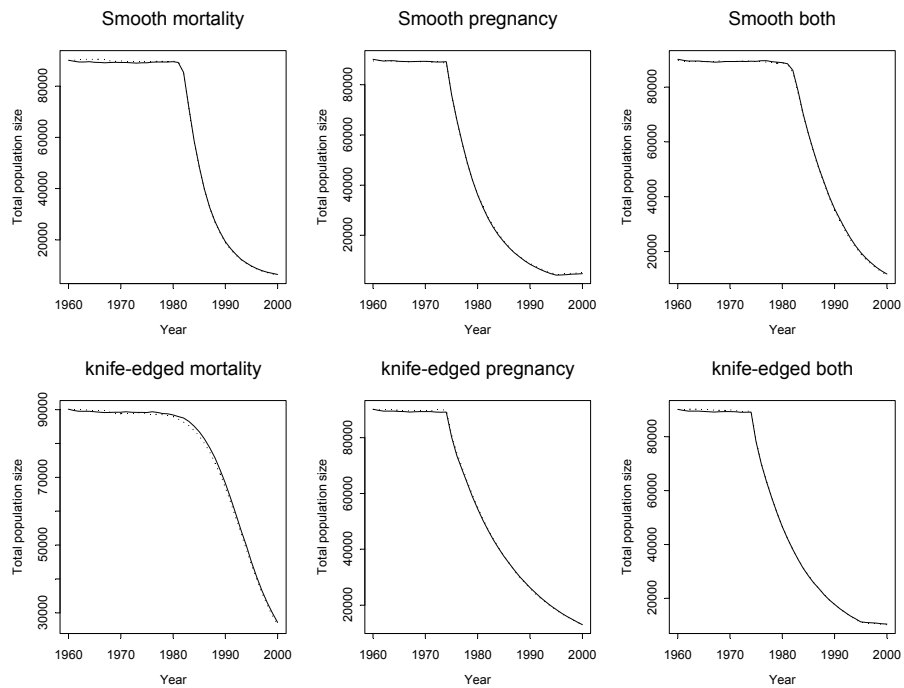 Smooth mortality
Total population size
80000
60000
40000
20000
1960 1970 1980 1990 2000
Year
Smooth pregnancy
Total population size
80000
60000
40000
20000
1960 1970 1980 1990 2000
Year
Smooth both
Total population size
80000
60000
40000
20000
1960 1970 1980 1990 2000
Year
knife-edged mortality
Total population size
90000
70000
50000
30000
1960 1970 1980 1990 2000
Year
knife-edged pregnancy
Total population size
80000
60000
40000
20000
1960 1970 1980 1990 2000
Year
knife-edged both
Total population size
80000
60000
40000
20000
1960 1970 1980 1990 2000
Year